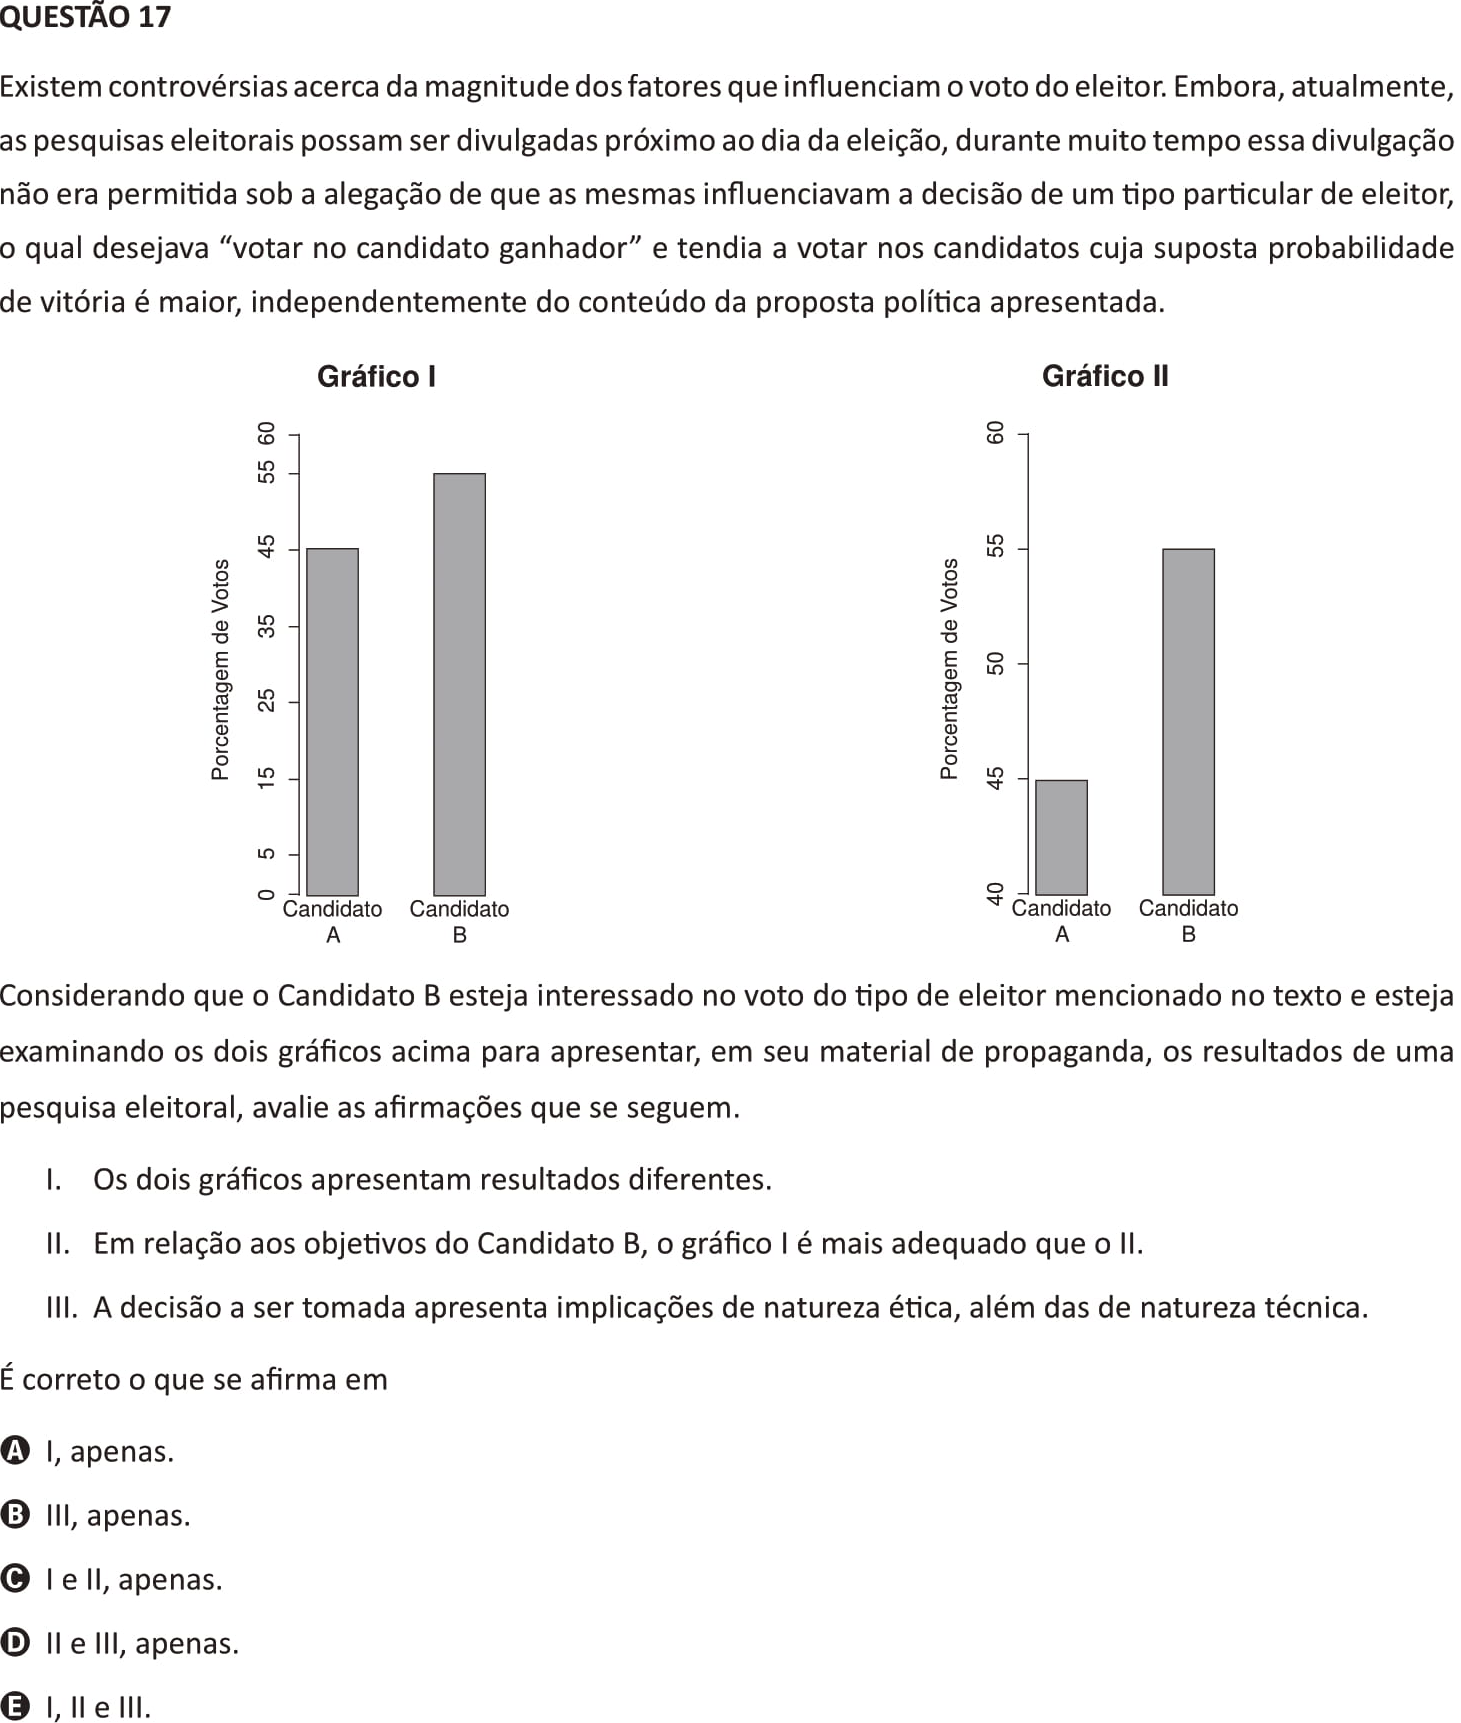 QUESTÃO 17
Existem controvérsias acerca da magnitude dos fatores que influenciam o voto do eleitor. Embora, atualmente,
as pesquisas eleitorais possam ser divulgadas próximo ao dia da eleição, durante muito tempo essa divulgação
não era permitida sob a alegação de que as mesmas influenciavam a decisão de um tipo particular de eleitor,
o qual desejava “votar no candidato ganhador” e tendia a votar nos candidatos cuja suposta probabilidade
de vitória é maior, independentemente do conteúdo da proposta política apresentada.
Gráfico I
Porcentagem de Votos
60
55
45
35
25
15
5
0
Candidato
A
Candidato
B
Gráfico II
Porcentagem de Votos
60
55
50
45
40
Candidato
A
Candidato
B
Considerando que o Candidato B esteja interessado no voto do tipo de eleitor mencionado no texto e esteja
examinando os dois gráficos acima para apresentar, em seu material de propaganda, os resultados de uma
pesquisa eleitoral, avalie as afirmações que se seguem.
I. Os dois gráficos apresentam resultados diferentes.
II. Em relação aos objetivos do Candidato B, o gráfico I é mais adequado que o II.
III. A decisão a ser tomada apresenta implicações de natureza ética, além das de natureza técnica.
É correto o que se afirma em
A I, apenas.
B III, apenas.
C I e II, apenas.
D II e III, apenas.
E I, II e III.